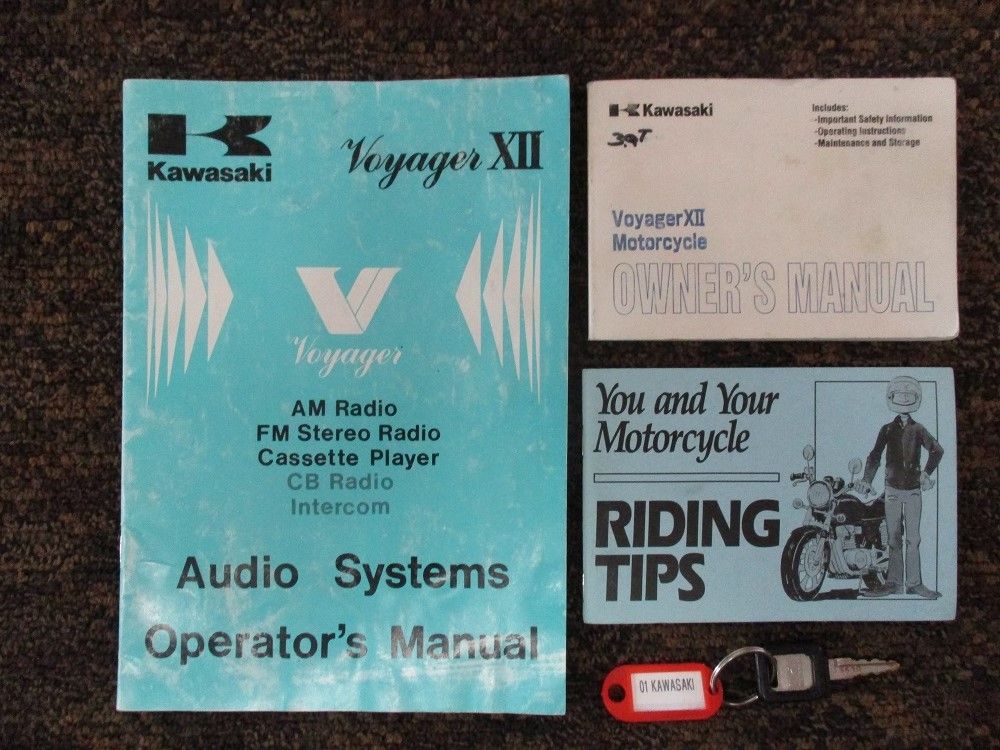 Kawasaki
Voyager XII
V
Voyager
AM Radio
FM Stereo Radio
Cassette Player
CB Radio
Intercom
Audio Systems
Operator's Manual
Kawasaki
Includes:
-Important Safety Information
-Operating Instructions
-Maintenance and Storage
VoyagerXII
Motorcycle
OWNER'S MANUAL
You and Your
Motorcycle
RIDING
TIPS
01 KAWASAKI